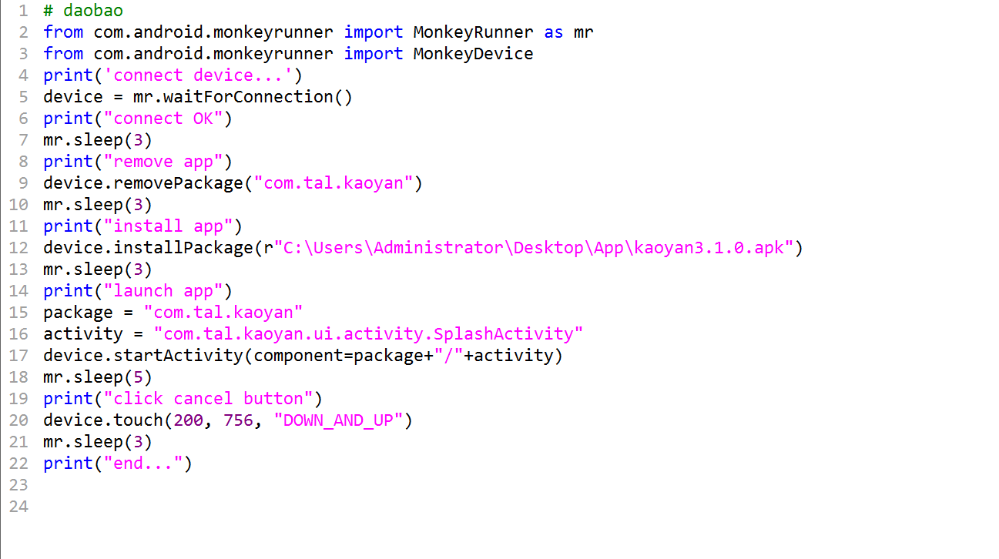 1 # daobao
2 from com.android.monkeyrunner import MonkeyRunner as mr
3 from com.android.monkeyrunner import MonkeyDevice
4 print('connect device...')
5 device = mr.waitForConnection()
6 print("connect OK")
7 mr.sleep(3)
8 print("remove app")
9 device.removePackage("com.tal.kaoyan")
10 mr.sleep(3)
11 print("install app")
12 device.installPackage(r"C:\Users\Administrator\Desktop\App\kaoyan3.1.0.apk")
13 mr.sleep(3)
14 print("launch app")
15 package = "com.tal.kaoyan"
16 activity = "com.tal.kaoyan.ui.activity.SplashActivity"
17 device.startActivity(component=package+"/"+activity)
18 mr.sleep(5)
19 print("click cancel button")
20 device.touch(200, 756, "DOWN_AND_UP")
21 mr.sleep(3)
22 print("end...")
23
24